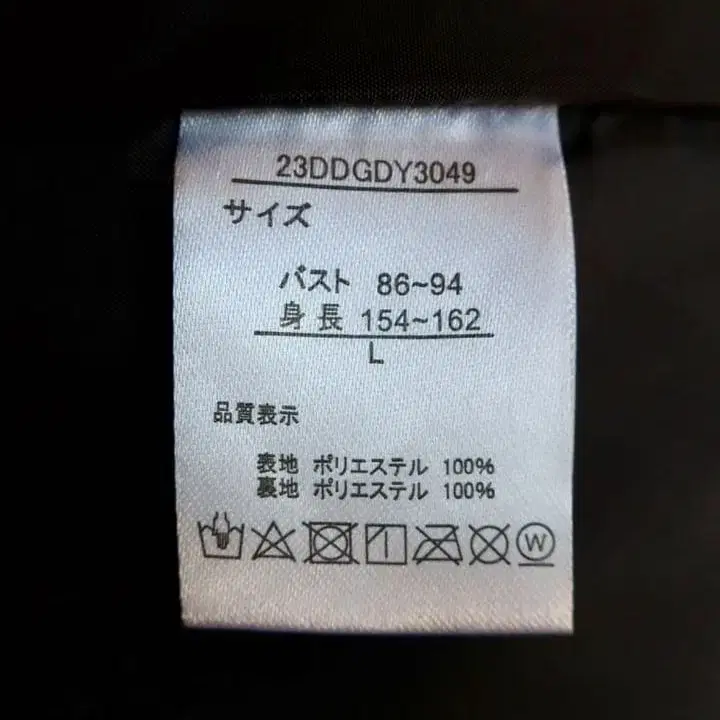 23DDGDY3049
サイズ
バスト 86~94
身長 154~162
L
品質表示
表地 ポリエステル 100%
裏地 ポリエステル 100%
W